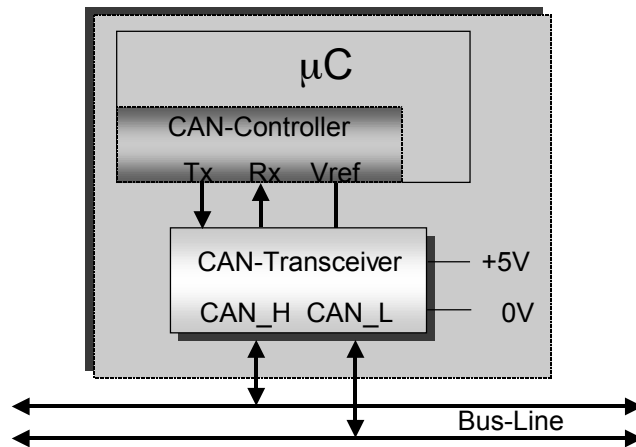 μC
CAN-Controller
Tx Rx Vref
CAN-Transceiver
+5V
CAN_H CAN_L
0V
Bus-Line